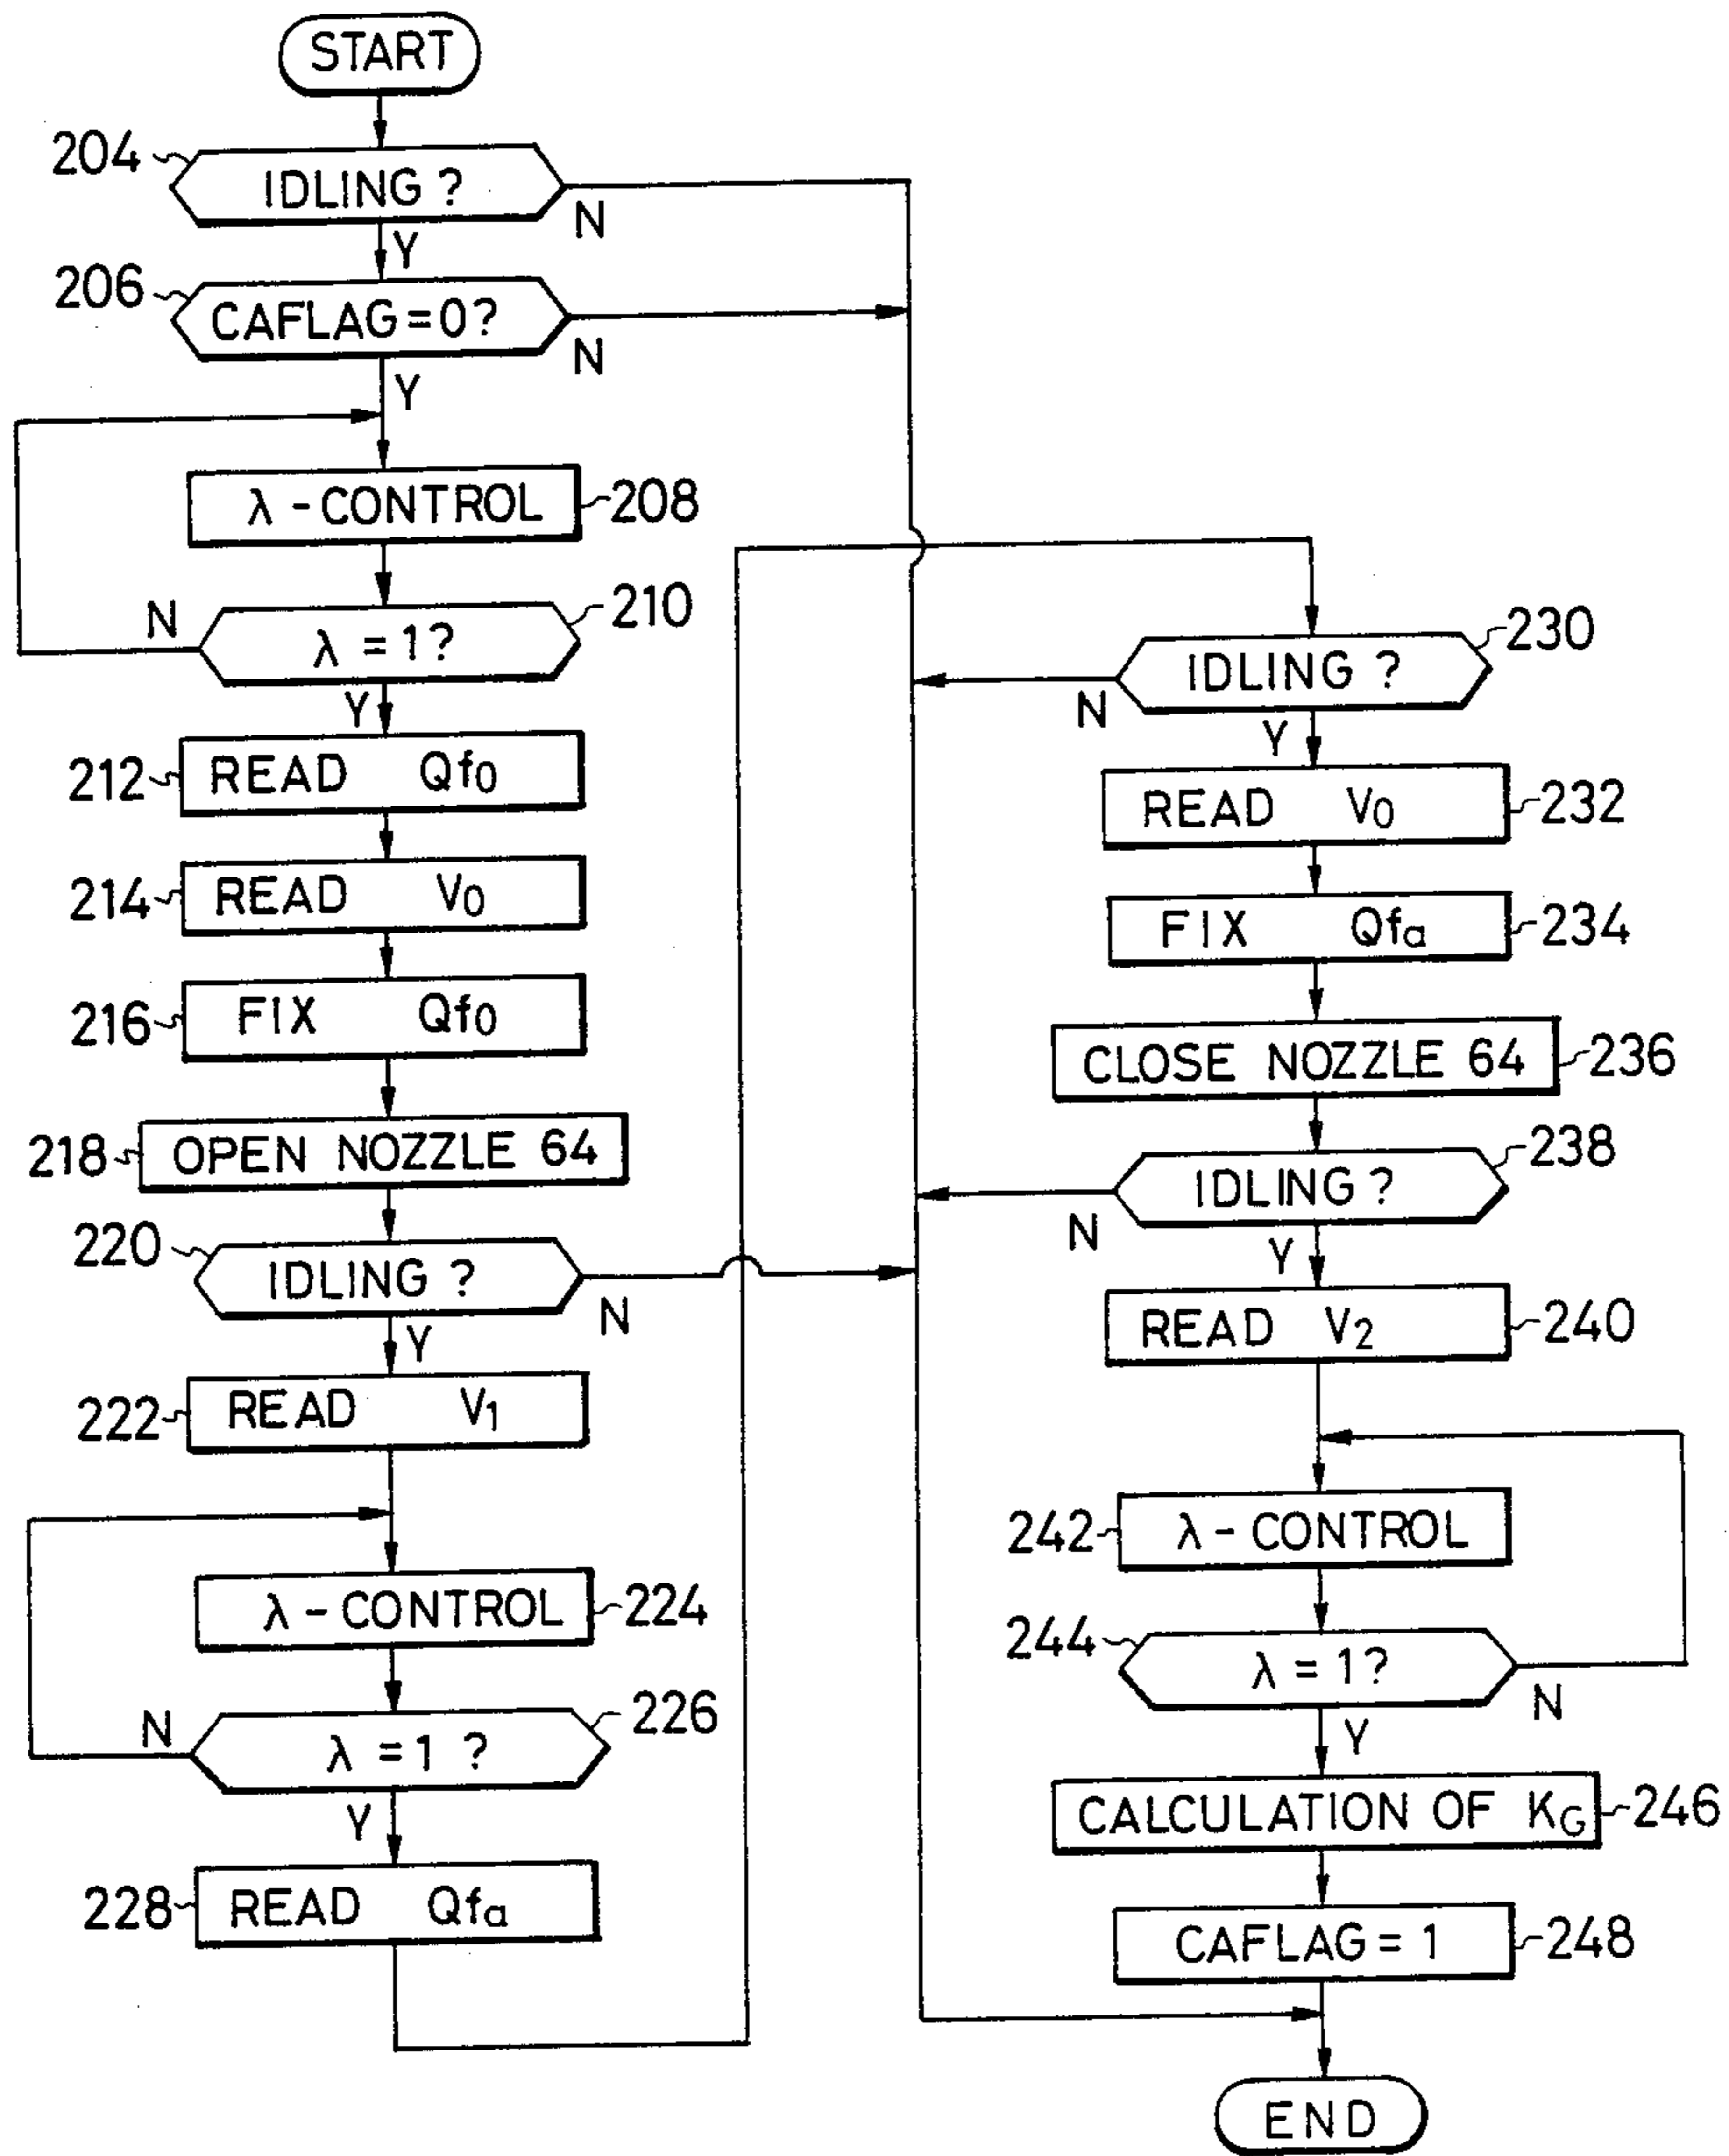 START
204
IDLING ?
N
Y
206
CAFLAG=0?
N
Y
λ - CONTROL
208
N
λ = 1?
210
Y
212
READ Qf0
214
READ V0
216
FIX Qf0
218
OPEN NOZZLE 64
220
IDLING ?
N
Y
222
READ V1
λ - CONTROL
224
N
λ = 1 ?
226
Y
228
READ Qfa
230
IDLING ?
N
Y
READ V0
232
FIX Qfa
234
CLOSE NOZZLE 64
236
IDLING ?
238
N
Y
READ V2
240
242
λ - CONTROL
244
λ = 1?
N
Y
CALCULATION OF KG
246
CAFLAG = 1
248
END